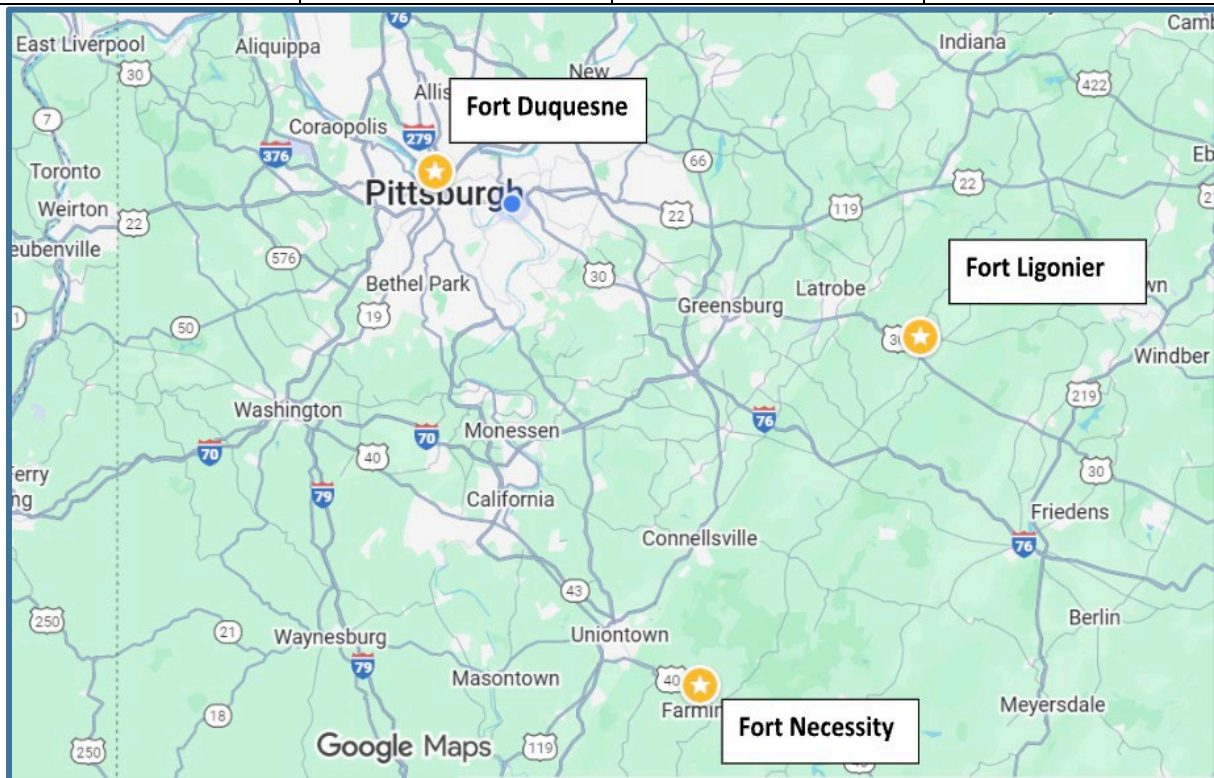 76
East Liverpool
Aliquippa
Indiana
Camb
30
New
422
Allis
Fort Duquesne
7
Coraopolis
279
376
66
Eb
Toronto
22
Pittsburgh
Weirton
22
22
119
21
eubenville
576
Fort Ligonier
Bethel Park
30
Latrobe
wn
Greensburg
1
19
50
30
Windber
219
Washington
76
Monessen
70
70
40
30
erry
ng
79
California
Friedens
Connellsville
76
43
Berlin
250
21
Waynesburg
Uniontown
79
Masontown
40
Farmin
Meyersdale
18
Fort Necessity
Google Maps
119
250